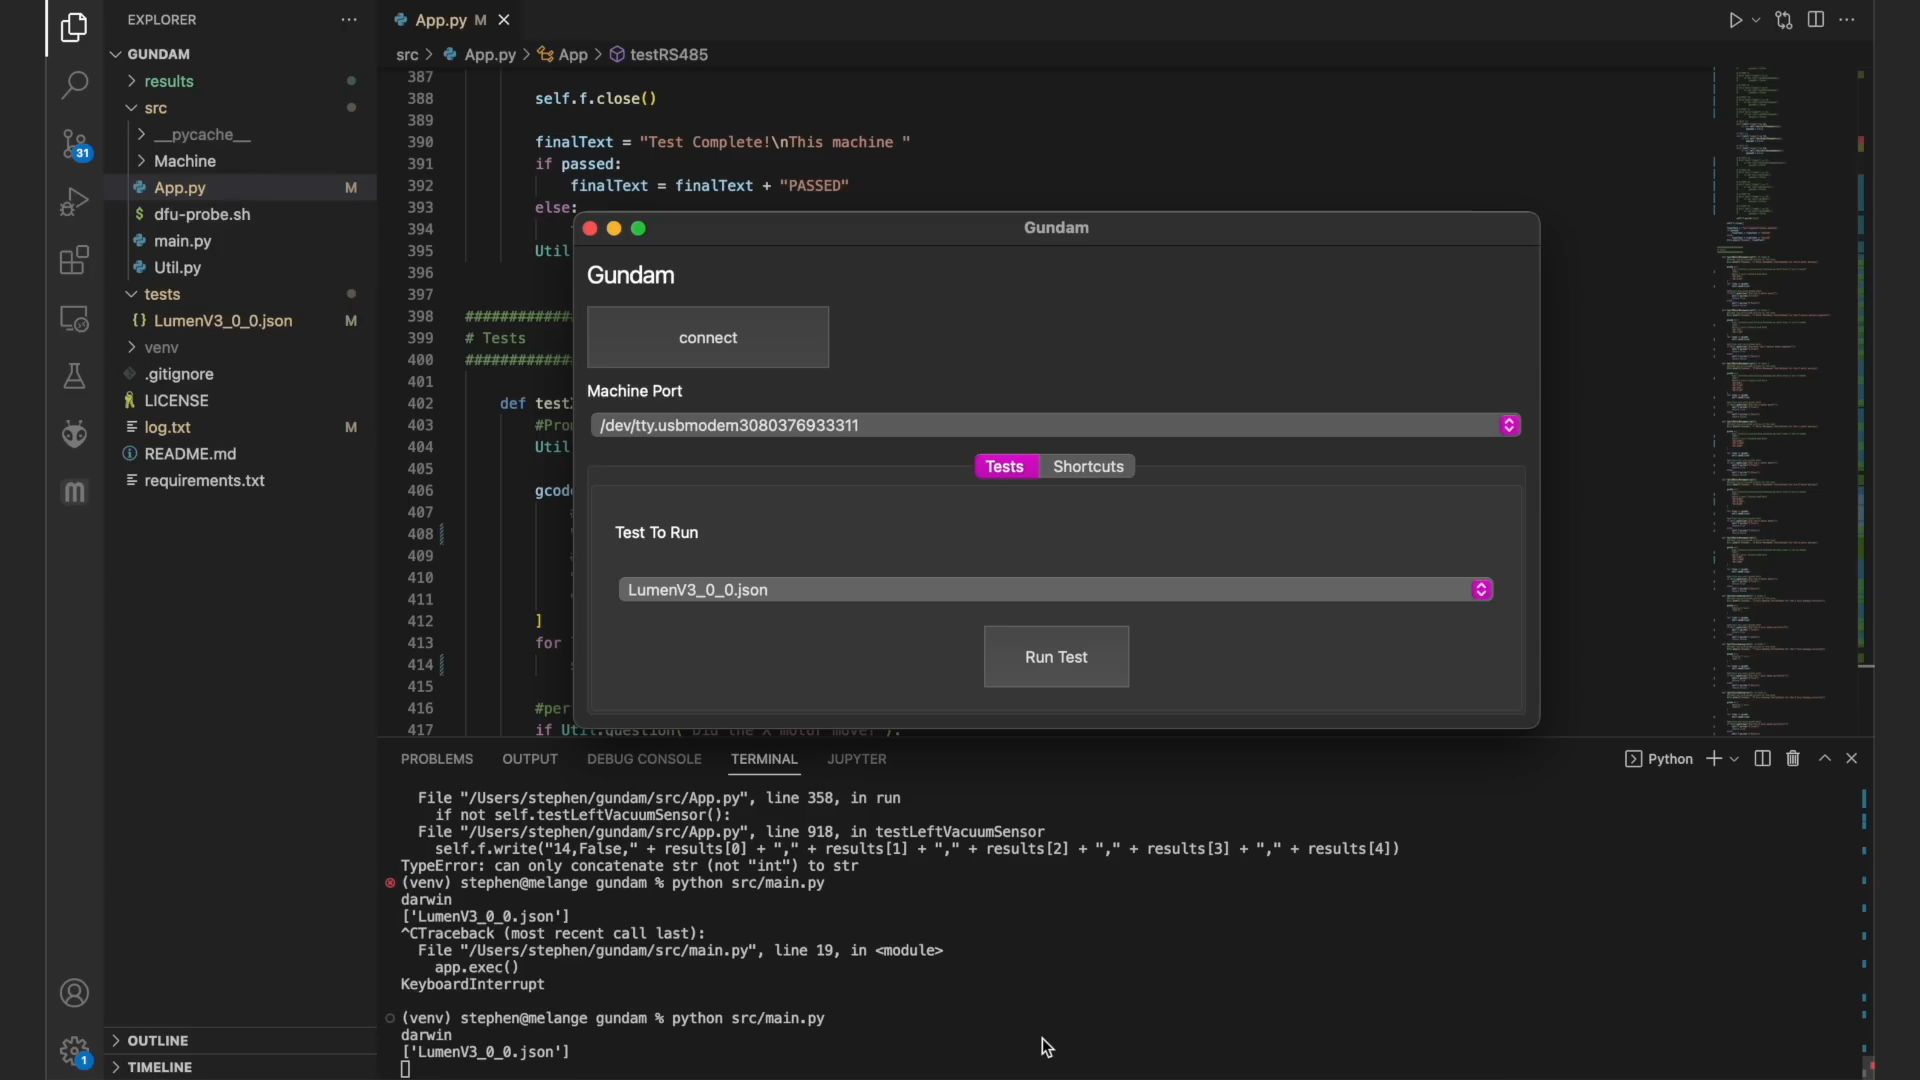 EXPLORER
GUNDAM
results
src
__pycache__
Machine
App.py M
$ dfu-probe.sh
main.py
Util.py
tests
{} LumenV3_0_0.json M
venv
.gitignore
LICENSE
log.txt M
README.md
requirements.txt
OUTLINE
TIMELINE
31
1
App.py M
src > App.py > App > testRS485
387
388 self.f.close()
389
390 finalText = "Test Complete!\nThis machine "
391 if passed:
392 finalText = finalText + "PASSED"
393 else:
394
395 Util
396
397
398 #############
399 # Tests
400 #############
401
402 def test
403
404 Util
405
406 gcode
407
408
409
410
411
412 ]
413 for
414
415
416 #per
417 if Util.question("Did the X motor move?"):
Gundam
Gundam
connect
Machine Port
/dev/tty.usbmodem3080376933311
Tests Shortcuts
Test To Run
LumenV3_0_0.json
Run Test
PROBLEMS OUTPUT DEBUG CONSOLE TERMINAL JUPYTER
Python
File "/Users/stephen/gundam/src/App.py", line 358, in run
if not self.testLeftVacuumSensor():
File "/Users/stephen/gundam/src/App.py", line 918, in testLeftVacuumSensor
self.f.write("14,False," + results[0] + "," + results[1] + "," + results[2] + "," + results[3] + "," + results[4])
TypeError: can only concatenate str (not "int") to str
(venv) stephen@melange gundam % python src/main.py
darwin
['LumenV3_0_0.json']
^CTraceback (most recent call last):
File "/Users/stephen/gundam/src/main.py", line 19, in <module>
app.exec()
KeyboardInterrupt
(venv) stephen@melange gundam % python src/main.py
darwin
['LumenV3_0_0.json']